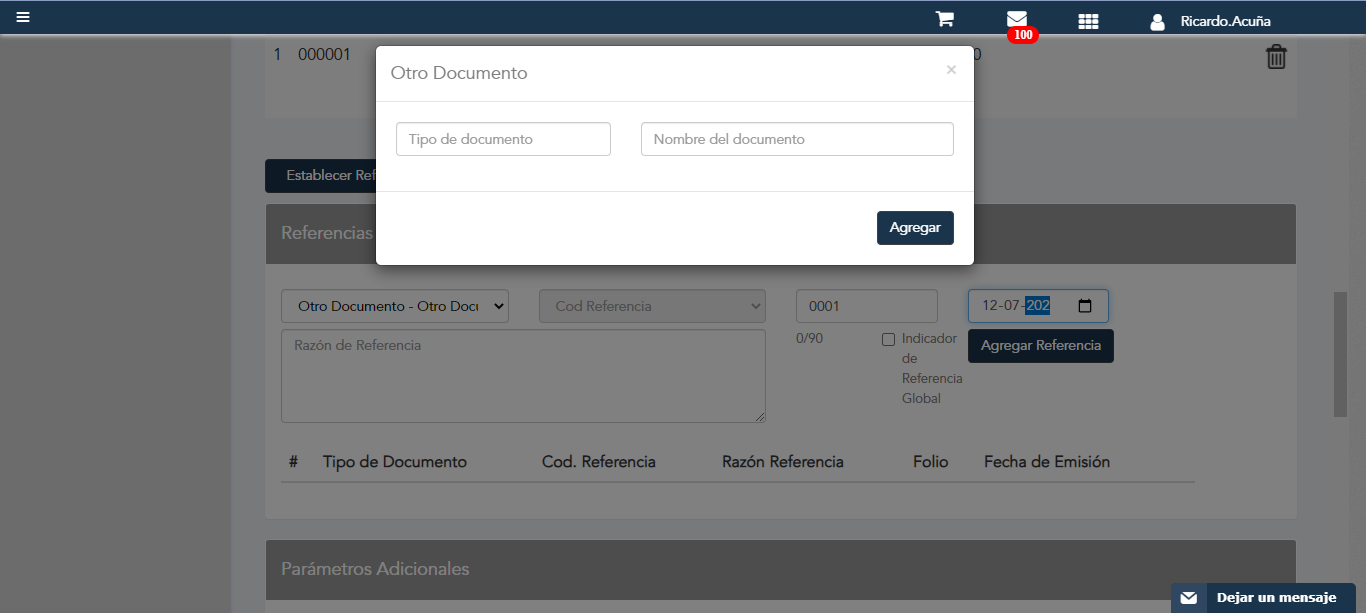 Ricardo.Acuña
100
1 000001
0
Otro Documento
×
Tipo de documento
Nombre del documento
Agregar
Establecer Ref
Referencias
Otro Documento - Otro Docu
Cod Referencia
0001
12-07-202
Razón de Referencia
0/90
Indicador
de
Referencia
Global
Agregar Referencia
# Tipo de Documento Cod. Referencia Razón Referencia Folio Fecha de Emisión
Parámetros Adicionales
Dejar un mensaje